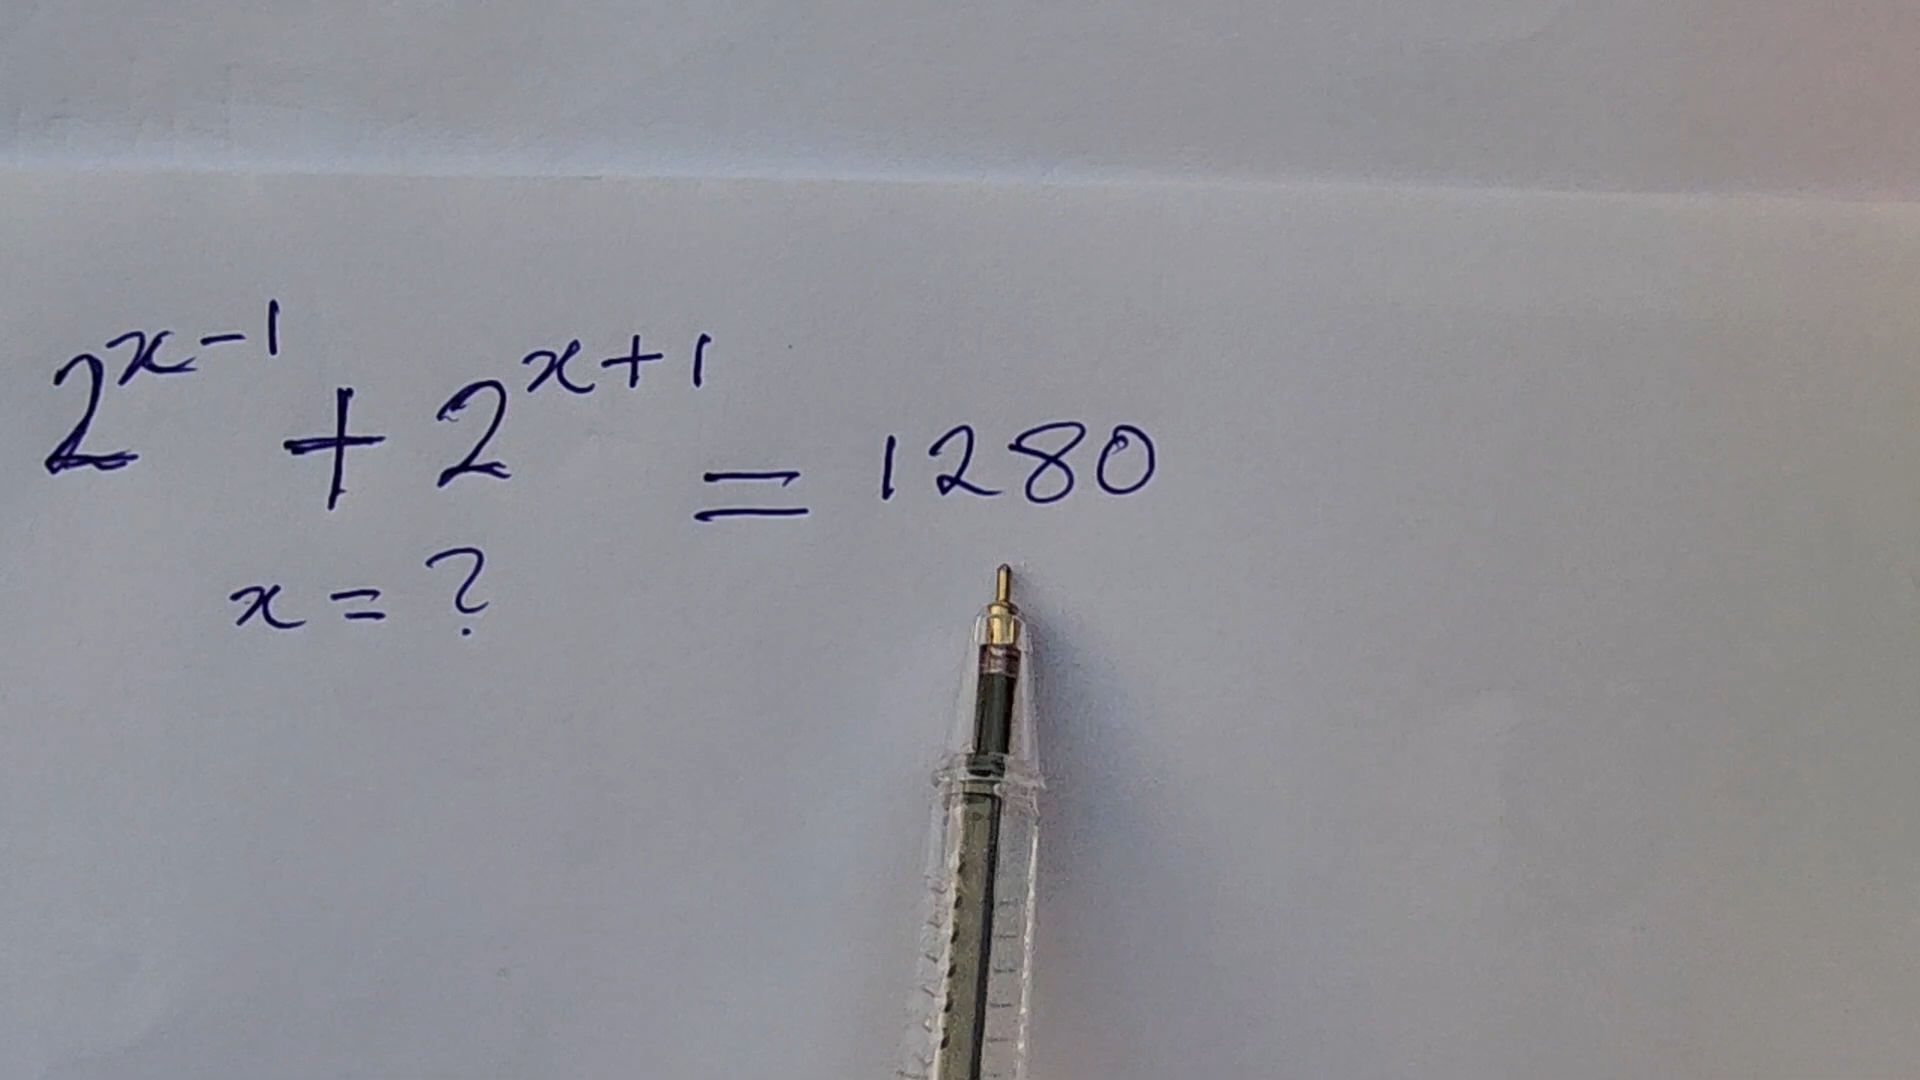 2^{x-1} + 2^{x+1} = 1280
x = ?